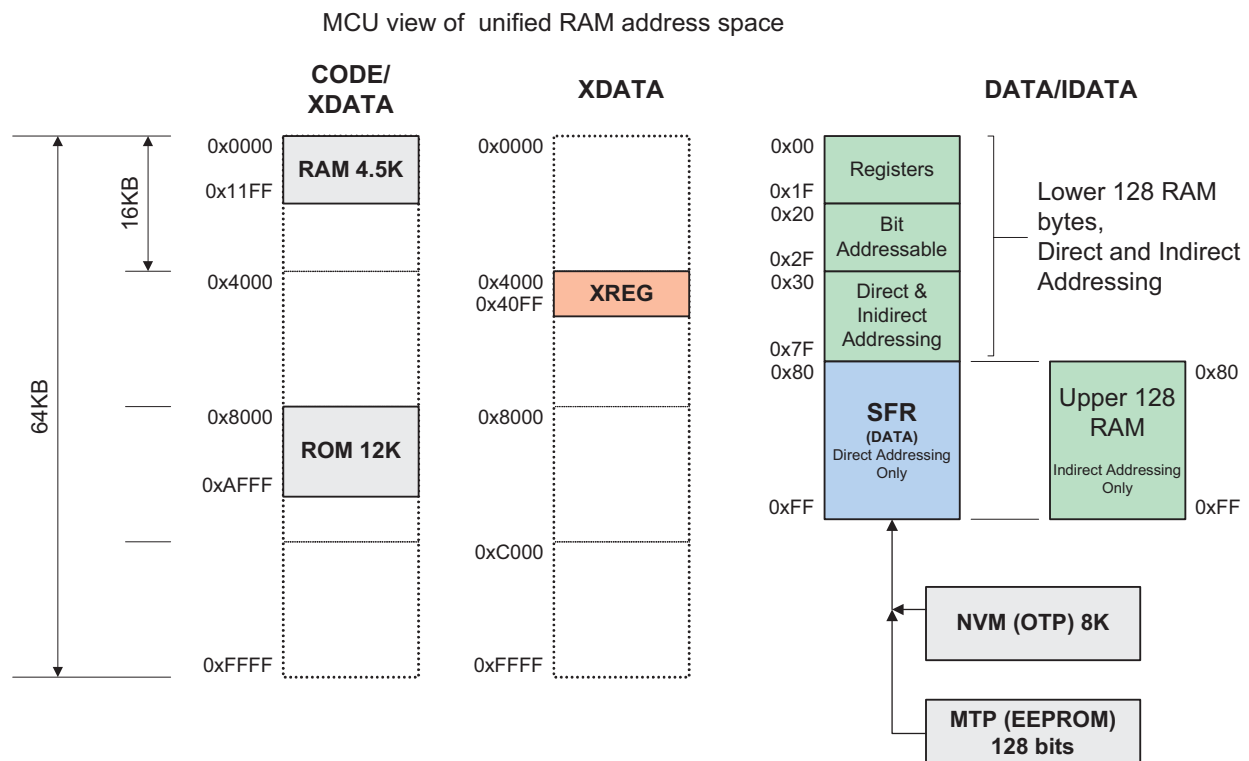 MCU view of  unified RAM address space
CODE/
XDATA
XDATA
DATA/IDATA
64KB
16KB
0x0000
RAM 4.5K
0x11FF
0x4000
0x8000
ROM 12K
0xAFFF
0xFFFF
0x0000
0x4000
XREG
0x40FF
0x8000
0xC000
0xFFFF
0x00
Registers
0x1F
0x20
Bit
Addressable
0x2F
0x30
Direct &
Inidirect
Addressing
0x7F
0x80
SFR
(DATA)
Direct Addressing
Only
0xFF
Lower 128 RAM
bytes,
Direct and Indirect
Addressing
0x80
Upper 128
RAM
Indirect Addressing
Only
0xFF
NVM (OTP) 8K
MTP (EEPROM)
128 bits